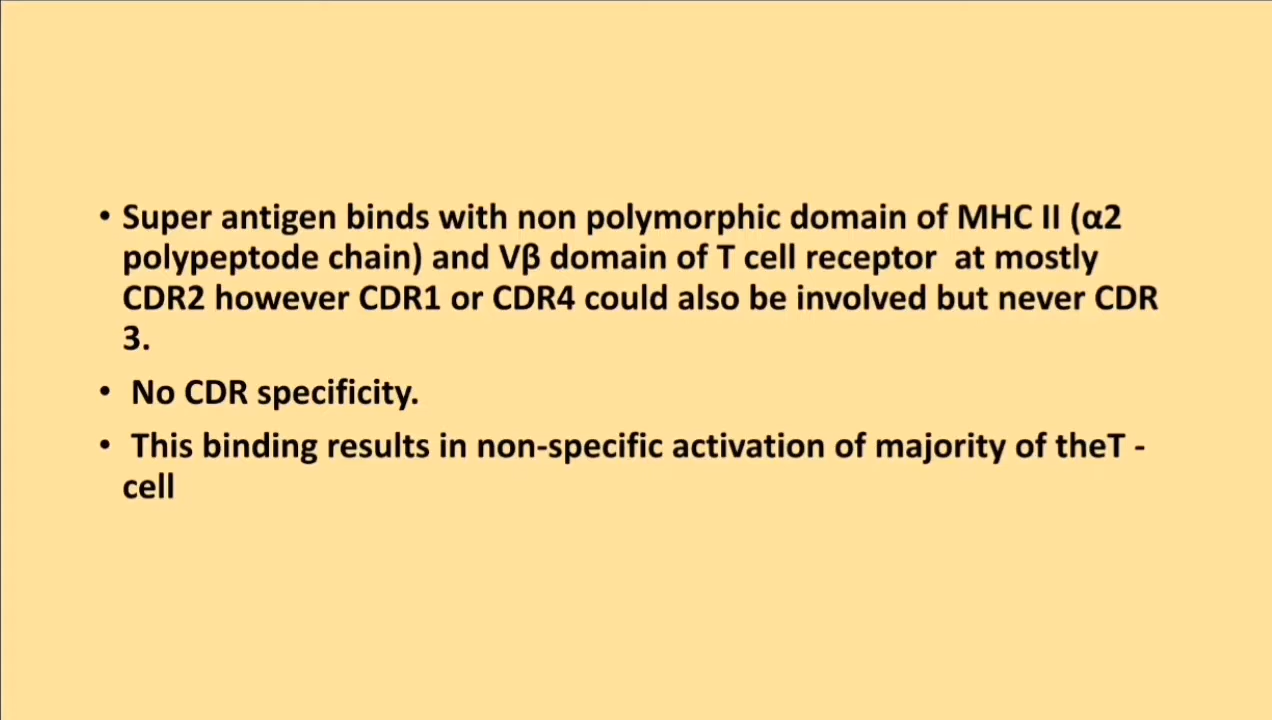 • Super antigen binds with non polymorphic domain of MHC II (α2
polypeptode chain) and Vβ domain of T cell receptor  at mostly
CDR2 however CDR1 or CDR4 could also be involved but never CDR
3.
• No CDR specificity.
• This binding results in non-specific activation of majority of theT -
cell